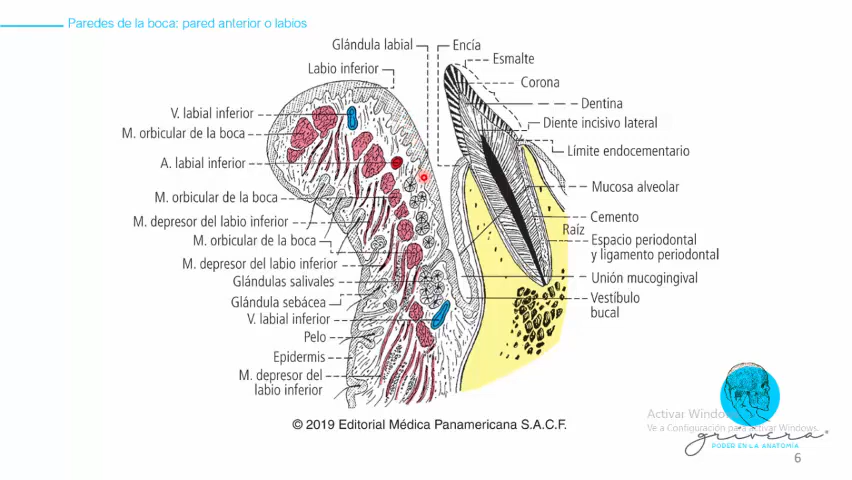 Paredes de la boca: pared anterior o labios
Glándula labial
Encía
Esmalte
Labio inferior
Corona
Dentina
V. labial inferior
Diente incisivo lateral
M. orbicular de la boca
Límite endocementario
A. labial inferior
Mucosa alveolar
M. orbicular de la boca
Cemento
M. depresor del labio inferior
Raíz
M. orbicular de la boca
Espacio periodontal
y ligamento periodontal
M. depresor del labio inferior
Glándulas salivales
Unión mucogingival
Glándula sebácea
Vestíbulo
bucal
V. labial inferior
Pelo
Epidermis
M. depresor del
labio inferior
© 2019 Editorial Médica Panamericana S.A.C.F.
Activar Windo
Ve a Configuración para activar Windows.
grivera
PODER EN LA ANATOMÍA
6